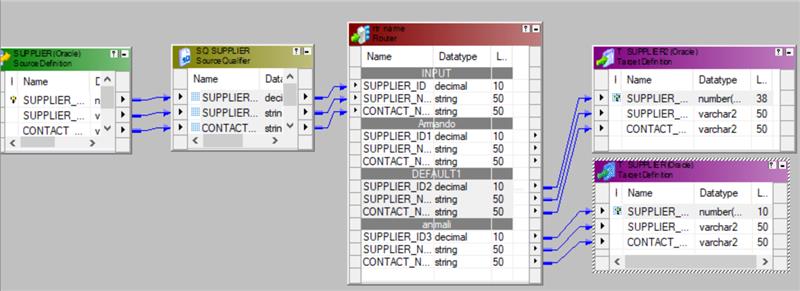 SUPPLIER (Oracle)
Source Definition
Name Da
SUPPLIER_... n
SUPPLIER_... v
CONTACT_... v
SQ SUPPLIER
Source Qualifier
Name Data
SUPPLIER... deci
SUPPLIER... strin
CONTACT_... strin
rtr name
Router
Name Datatype L...
INPUT
SUPPLIER_ID decimal 10
SUPPLIER_N... string 50
CONTACT_N... string 50
Armando
SUPPLIER_ID1 decimal 10
SUPPLIER_N... string 50
CONTACT_N... string 50
DEFAULT1
SUPPLIER_ID2 decimal 10
SUPPLIER_N... string 50
CONTACT_N... string 50
animali
SUPPLIER_ID3 decimal 10
SUPPLIER_N... string 50
CONTACT_N... string 50
T SUPPLIER2 (Oracle)
Target Definition
Name Datatype L...
SUPPLIER_... number(... 38
SUPPLIER_... varchar2 50
CONTACT_... varchar2 50
T SUPPLIER (Oracle)
Target Definition
Name Datatype L...
SUPPLIER_... number(... 10
SUPPLIER_... varchar2 50
CONTACT_... varchar2 50